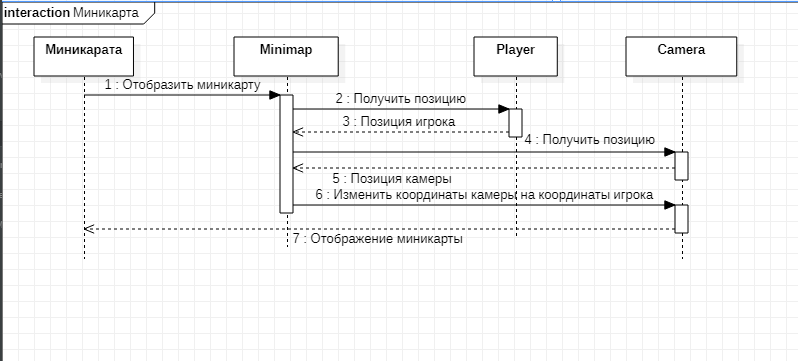 interaction Миникарта
Миникарата Minimap Player Camera
1 : Отобразить миникарту
2 : Получить позицию
3 : Позиция игрока
4 : Получить позицию
5 : Позиция камеры
6 : Изменить координаты камеры на координаты игрока
7 : Отображение миникарты